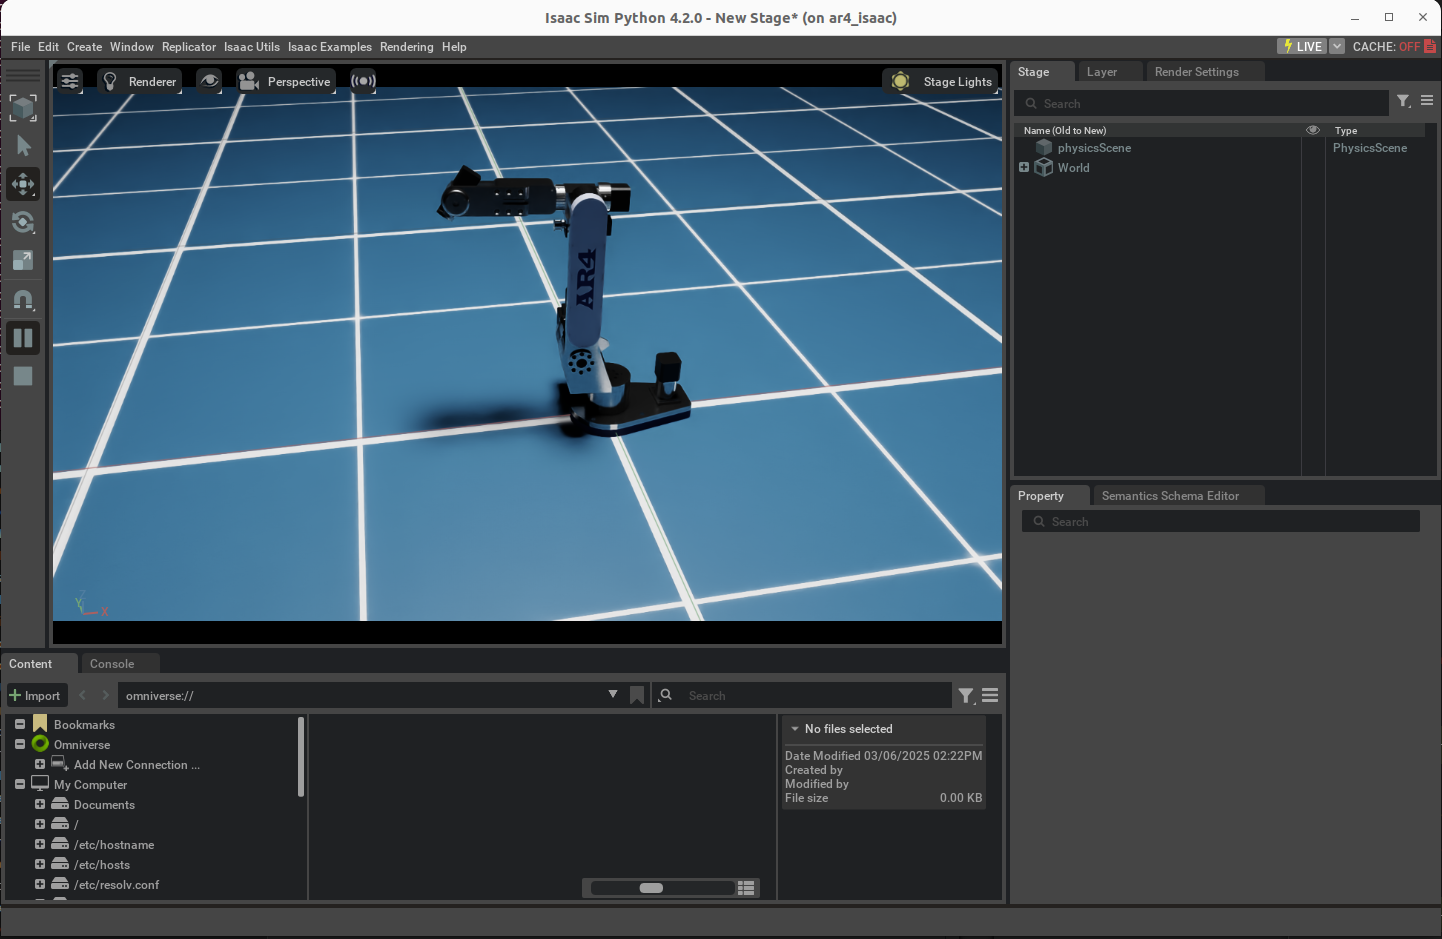 Isaac Sim Python 4.2.0 - New Stage* (on ar4_isaac)
File Edit Create Window Replicator Isaac Utils Isaac Examples Rendering Help
LIVE CACHE: OFF
Renderer Perspective Stage Lights
AR4
Y X
Stage Layer Render Settings
Search
Name (Old to New) Type
physicsScene PhysicsScene
World
Property Semantics Schema Editor
Search
Content Console
Import omniverse:// Search
Bookmarks
Omniverse
Add New Connection ...
My Computer
Documents
/
/etc/hostname
/etc/hosts
/etc/resolv.conf
No files selected
Date Modified 03/06/2025 02:22PM
Created by
Modified by
File size 0.00 KB